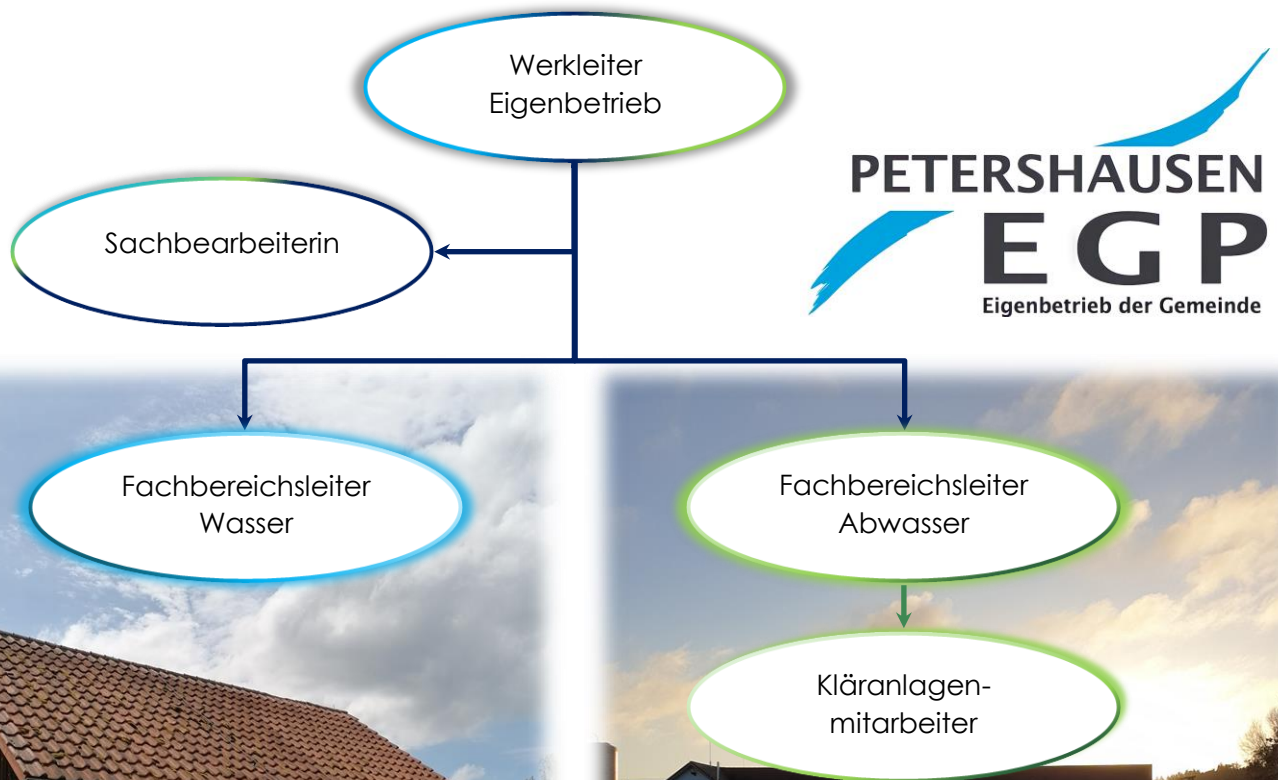 Werkleiter
Eigenbetrieb
PETERSHAUSEN
EGP
Eigenbetrieb der Gemeinde
Sachbearbeiterin
Fachbereichsleiter
Wasser
Fachbereichsleiter
Abwasser
Kläranlagen-
mitarbeiter